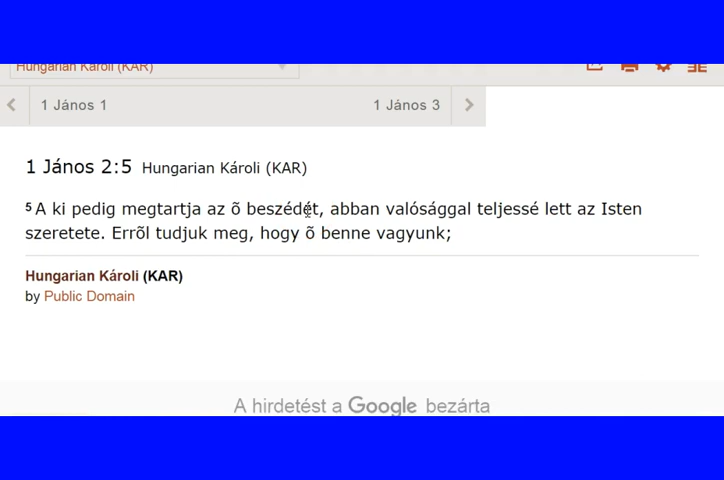 Hungarian Károli (KAR)
1 János 1
1 János 3
1 János 2:5 Hungarian Károli (KAR)
5 A ki pedig megtartja az õ beszédét, abban valósággal teljessé lett az Isten
szeretete. Errõl tudjuk meg, hogy õ benne vagyunk;
Hungarian Károli (KAR)
by Public Domain
A hirdetést a Google bezárta